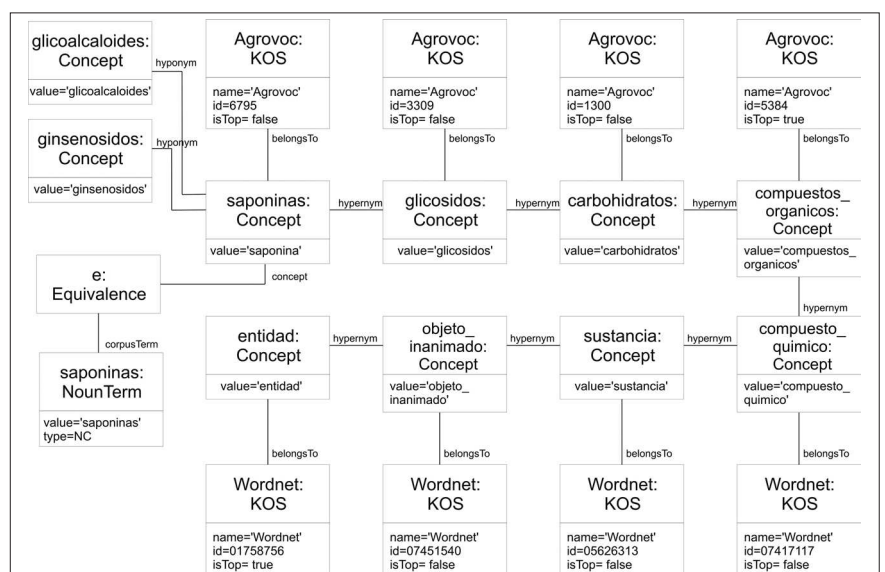 glicoalcaloides:
Concept
value='glicoalcaloides'
hyponym
ginsenosidos:
Concept
value='ginsenosidos'
hyponym
Agrovoc:
KOS
name='Agrovoc'
id=6795
isTop= false
belongsTo
Agrovoc:
KOS
name='Agrovoc'
id=3309
isTop= false
belongsTo
Agrovoc:
KOS
name='Agrovoc'
id=1300
isTop= false
belongsTo
Agrovoc:
KOS
name='Agrovoc'
id=5384
isTop= true
belongsTo
saponinas:
Concept
value='saponina'
hypernym
glicosidos:
Concept
value='glicosidos'
hypernym
carbohidratos:
Concept
value='carbohidratos'
hypernym
compuestos_
organicos:
Concept
value='compuestos_
organicos'
concept
e:
Equivalence
corpusTerm
saponinas:
NounTerm
value='saponinas'
type=NC
hypernym
entidad:
Concept
value='entidad'
hypernym
objeto_
inanimado:
Concept
value='objeto_
inanimado'
hypernym
sustancia:
Concept
value='sustancia'
hypernym
compuesto_
quimico:
Concept
value='compuesto_
quimico'
belongsTo
belongsTo
belongsTo
belongsTo
Wordnet:
KOS
name='Wordnet'
id=01758756
isTop= true
Wordnet:
KOS
name='Wordnet'
id=07451540
isTop= false
Wordnet:
KOS
name='Wordnet'
id=05626313
isTop= false
Wordnet:
KOS
name='Wordnet'
id=07417117
isTop= false